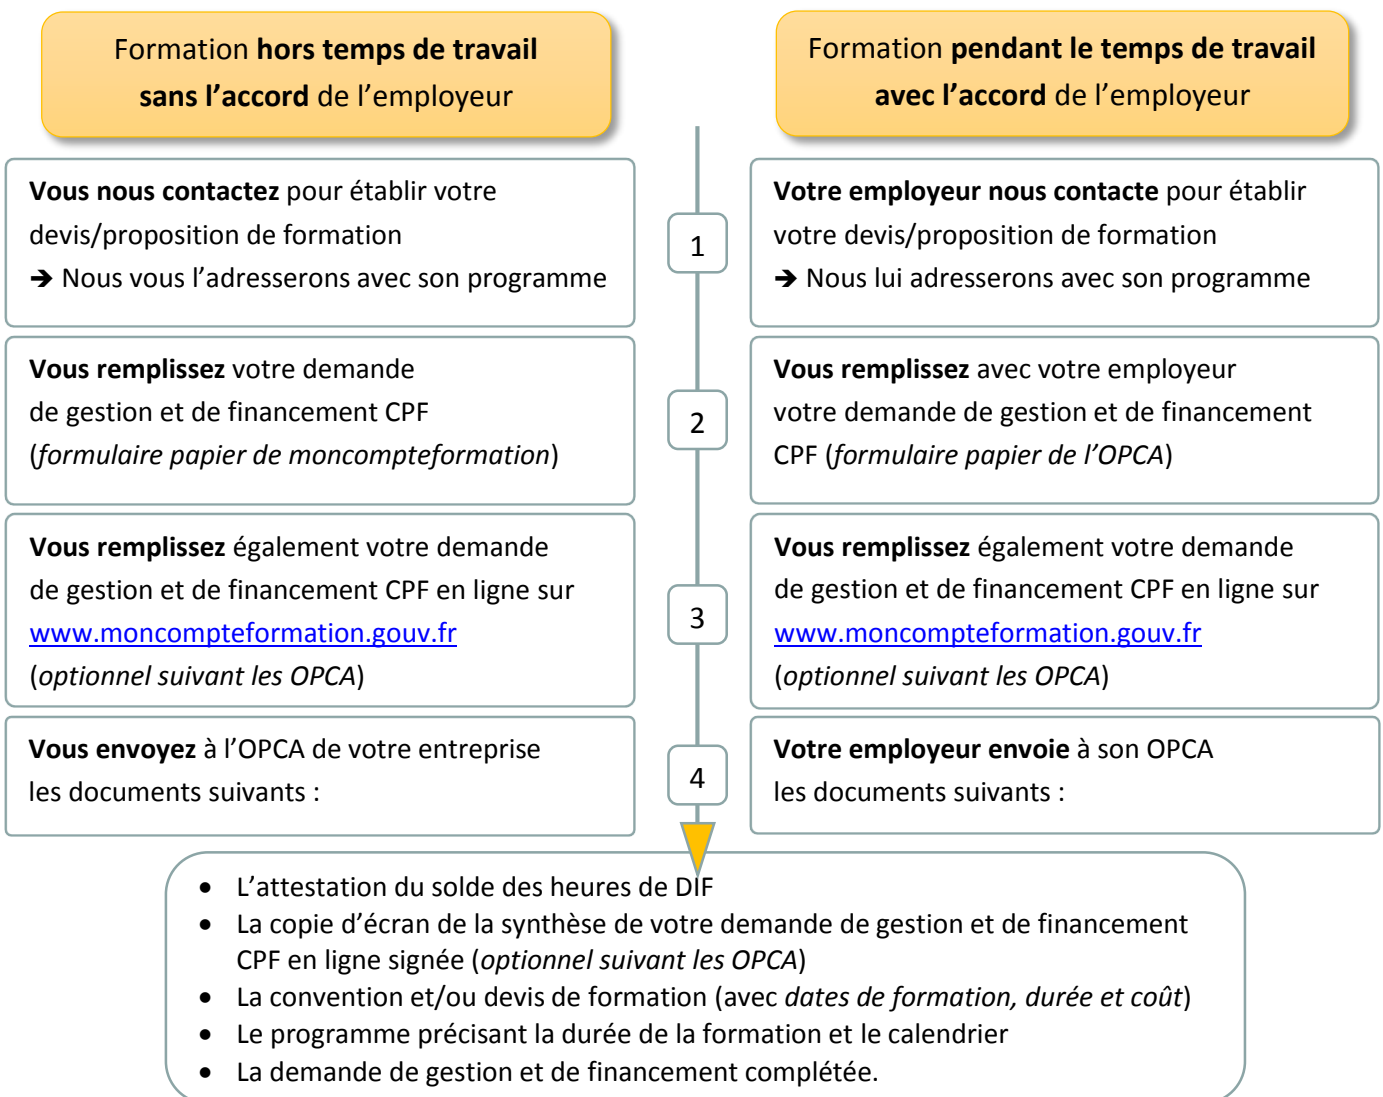 Formation hors temps de travail
sans l’accord de l’employeur
Formation pendant le temps de travail
avec l’accord de l’employeur
Vous nous contactez pour établir votre
devis/proposition de formation
➔ Nous vous l’adresserons avec son programme
1
Votre employeur nous contacte pour établir
votre devis/proposition de formation
➔ Nous lui adresserons avec son programme
Vous remplissez votre demande
de gestion et de financement CPF
(formulaire papier de moncompteformation)
2
Vous remplissez avec votre employeur
votre demande de gestion et de financement
CPF (formulaire papier de l’OPCA)
Vous remplissez également votre demande
de gestion et de financement CPF en ligne sur
www.moncompteformation.gouv.fr
(optionnel suivant les OPCA)
3
Vous remplissez également votre demande
de gestion et de financement CPF en ligne sur
www.moncompteformation.gouv.fr
(optionnel suivant les OPCA)
Vous envoyez à l’OPCA de votre entreprise
les documents suivants :
4
Votre employeur envoie à son OPCA
les documents suivants :
• L’attestation du solde des heures de DIF
• La copie d’écran de la synthèse de votre demande de gestion et de financement
CPF en ligne signée (optionnel suivant les OPCA)
• La convention et/ou devis de formation (avec dates de formation, durée et coût)
• Le programme précisant la durée de la formation et le calendrier
• La demande de gestion et de financement complétée.